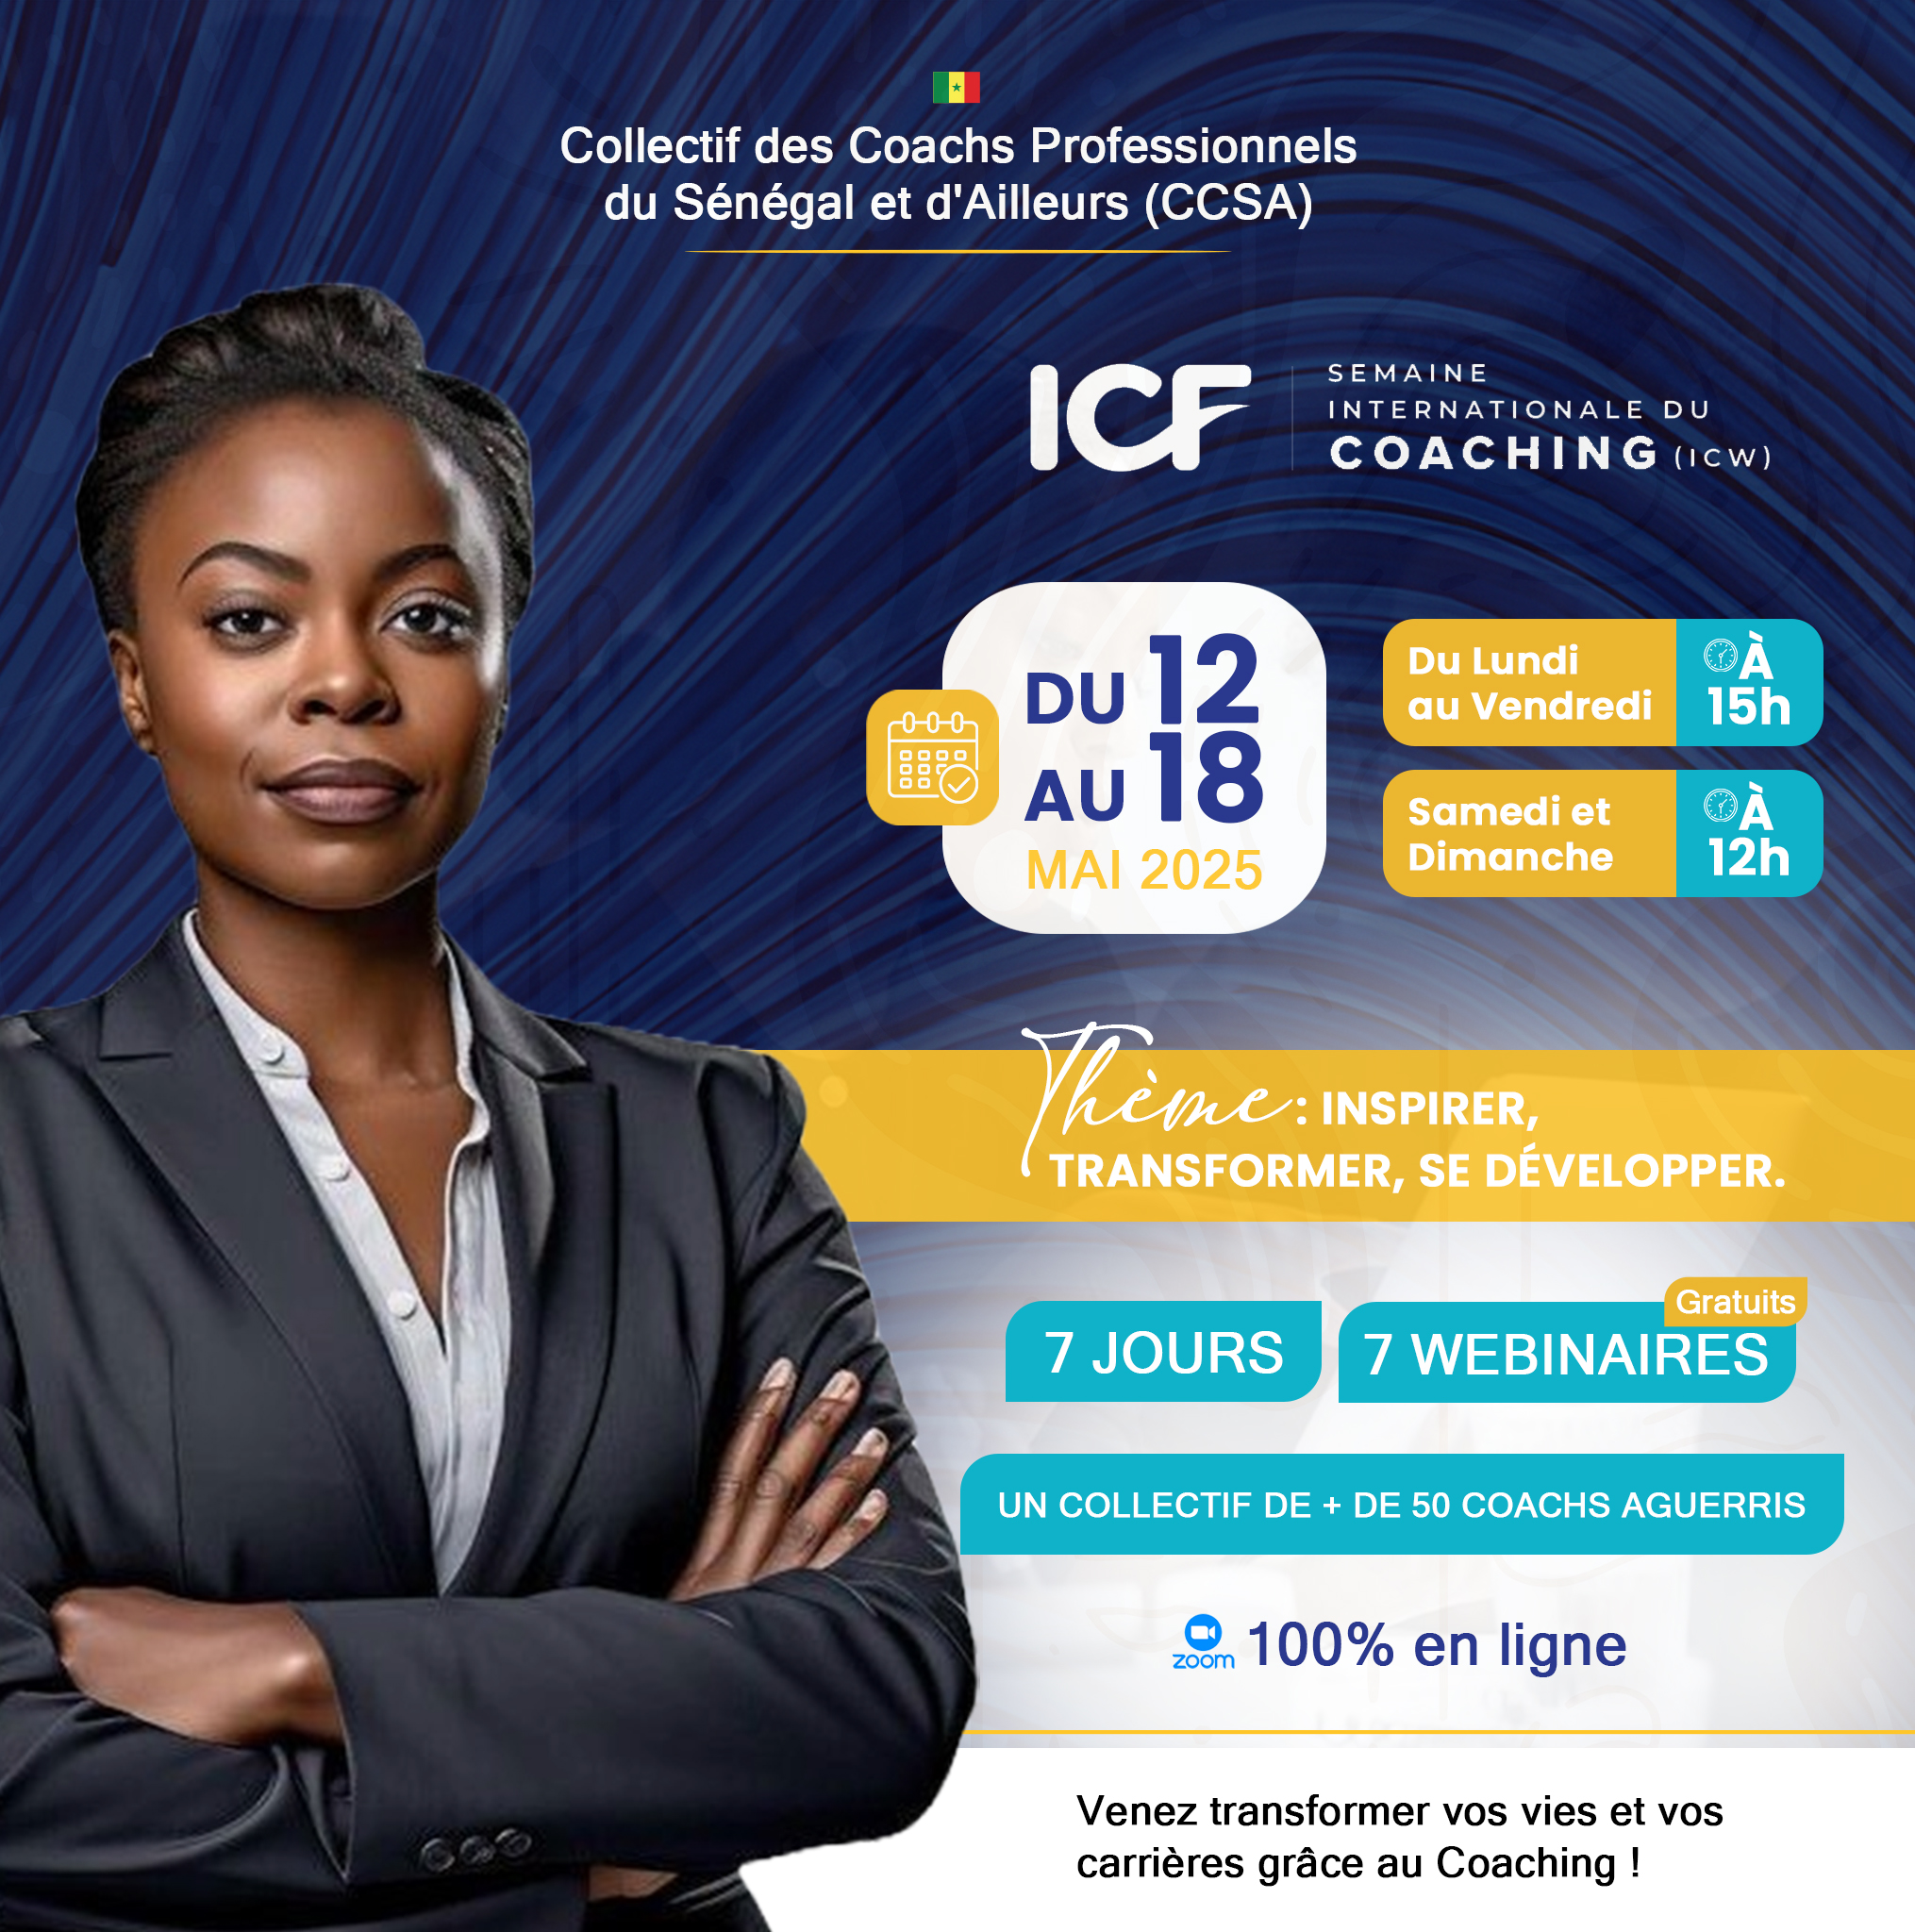 Collectif des Coachs Professionnels
du Sénégal et d'Ailleurs (CCSA)
ICF
SEMAINE
INTERNATIONALE DU
COACHING (ICW)
DU 12
AU 18
MAI 2025
Du Lundi
au Vendredi
À
15h
Samedi et
Dimanche
À
12h
Thème : INSPIRER,
TRANSFORMER, SE DÉVELOPPER.
7 JOURS
Gratuits
7 WEBINAIRES
UN COLLECTIF DE + DE 50 COACHS AGUERRIS
zoom
100% en ligne
Venez transformer vos vies et vos
carrières grâce au Coaching !